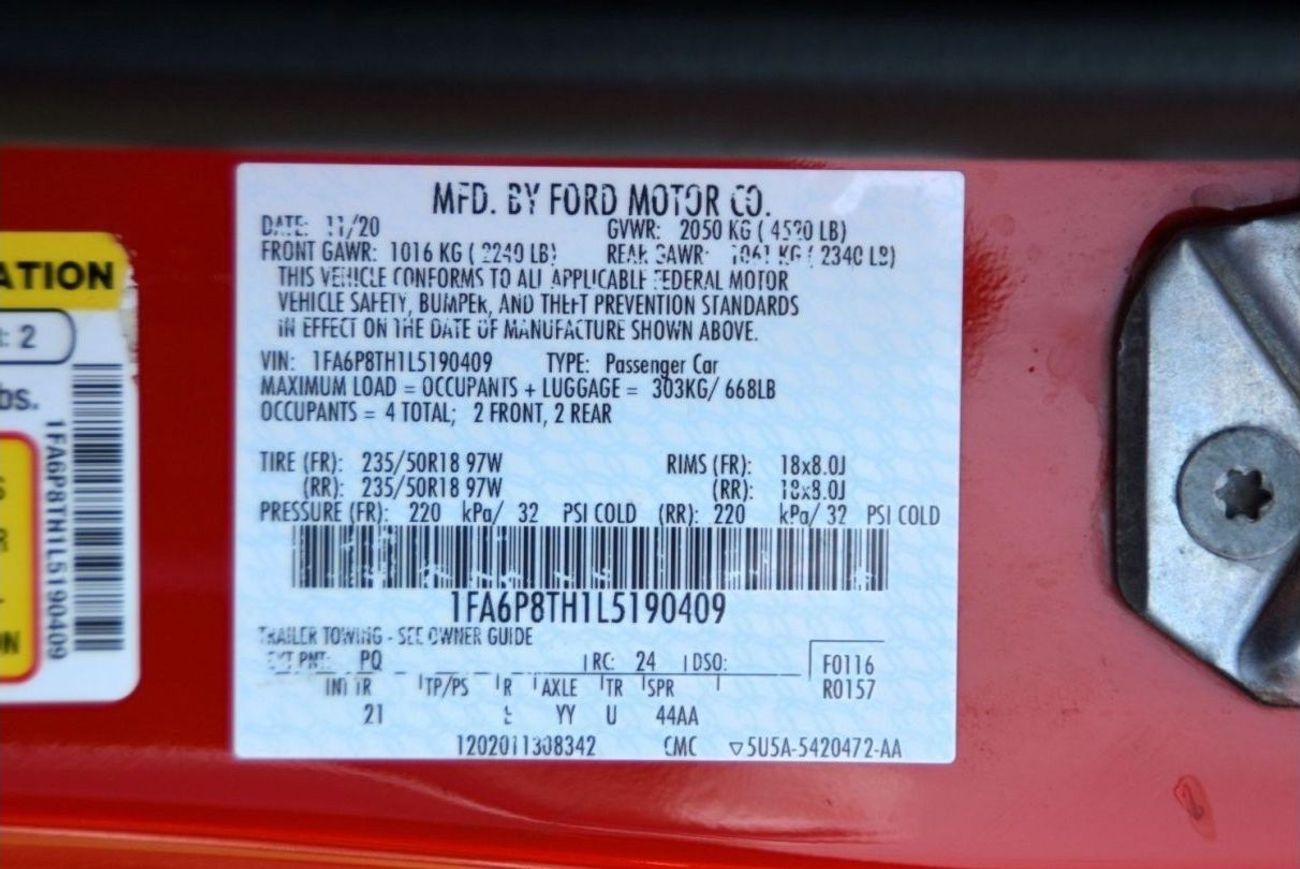 MFD. BY FORD MOTOR CO.
DATE: 11/20 GVWR: 2050 KG ( 4520 LB)
FRONT GAWR: 1016 KG ( 2240 LB) REAR GAWR: 1061 KG ( 2340 LB)
THIS VEHICLE CONFORMS TO ALL APPLICABLE FEDERAL MOTOR
VEHICLE SAFETY, BUMPER, AND THEFT PREVENTION STANDARDS
IN EFFECT ON THE DATE OF MANUFACTURE SHOWN ABOVE.
VIN: 1FA6P8TH1L5190409 TYPE: Passenger Car
MAXIMUM LOAD = OCCUPANTS + LUGGAGE = 303KG/ 668LB
OCCUPANTS = 4 TOTAL; 2 FRONT, 2 REAR
TIRE (FR): 235/50R18 97W RIMS (FR): 18x8.0J
(RR): 235/50R18 97W (RR): 18x8.0J
PRESSURE (FR): 220 kPa/ 32 PSI COLD (RR): 220 kPa/ 32 PSI COLD
1FA6P8TH1L5190409
TRAILER TOWING - SEE OWNER GUIDE
EXT PNT: PQ RC: 24 DSO: F0116
INT TR TP/PS R AXLE TR SPR R0157
21 YY U 44AA
1202011308342 CMC ▽5U5A-5420472-AA
ATION
: 2
bs.
1FA6P8TH1L5190409
S
R
N